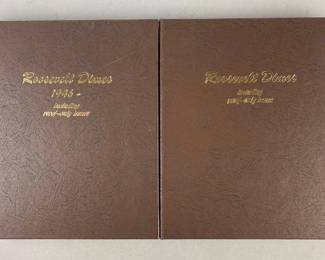 Roosevelt Dimes
1946 -
including
proof-only issues
Roosevelt Dimes
including
proof-only issues